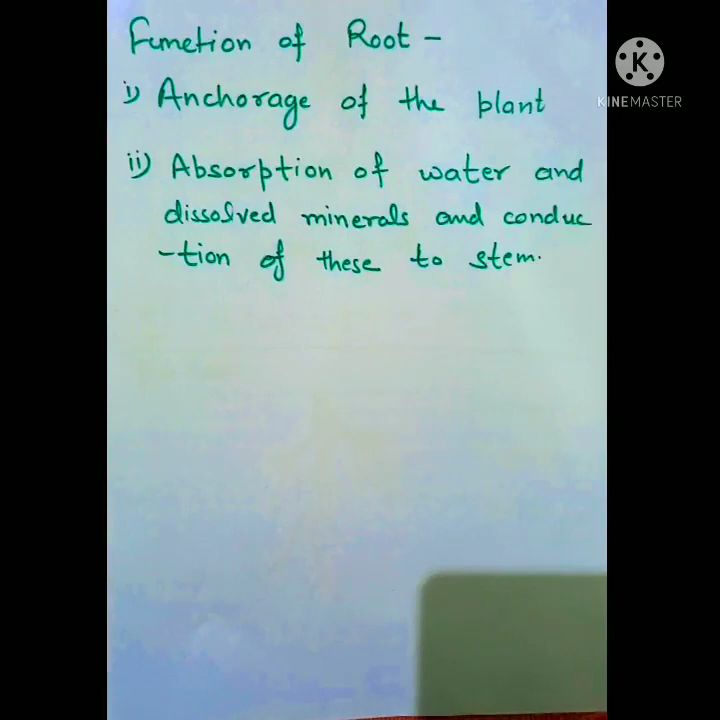 Function of Root -
i) Anchorage of the plant
ii) Absorption of water and
dissolved minerals and conduc
-tion of these to stem.
KINEMASTER